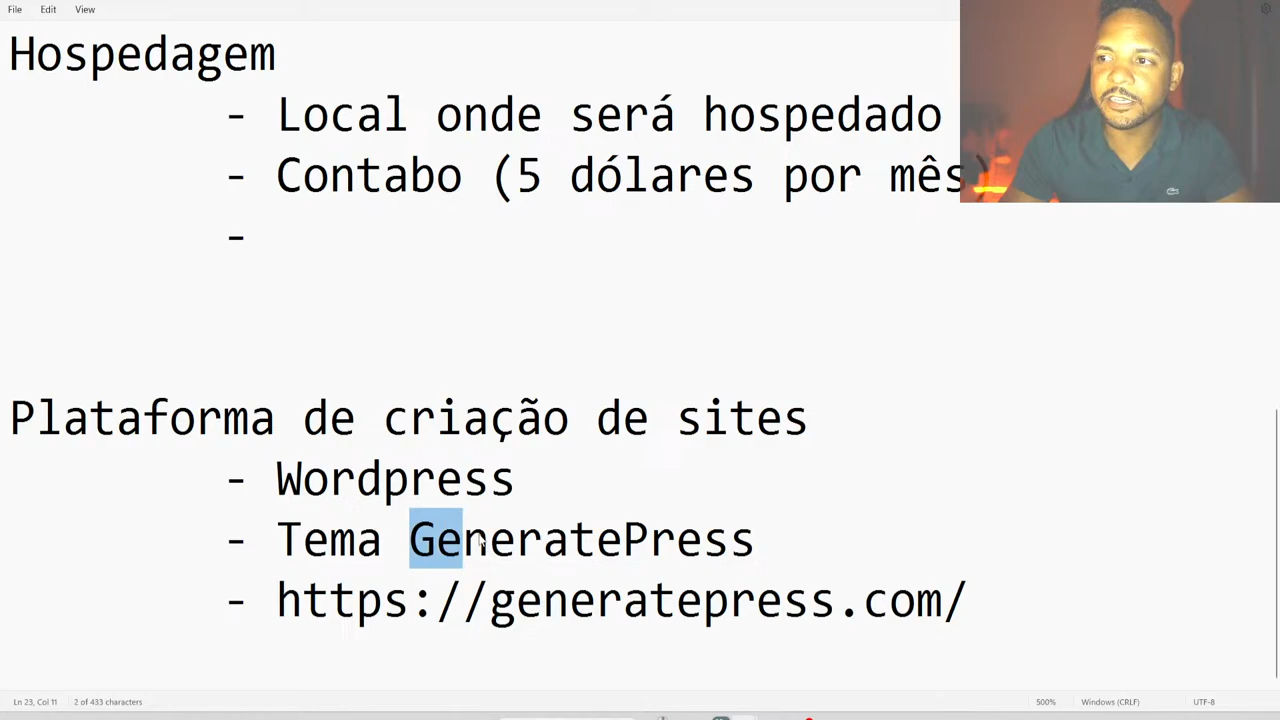 File Edit View
Hospedagem
- Local onde será hospedado
- Contabo (5 dólares por mês)
-
Plataforma de criação de sites
- Wordpress
- Tema GeneratePress
- https://generatepress.com/
Ln 23, Col 11 2 of 433 characters 500% Windows (CRLF) UTF-8